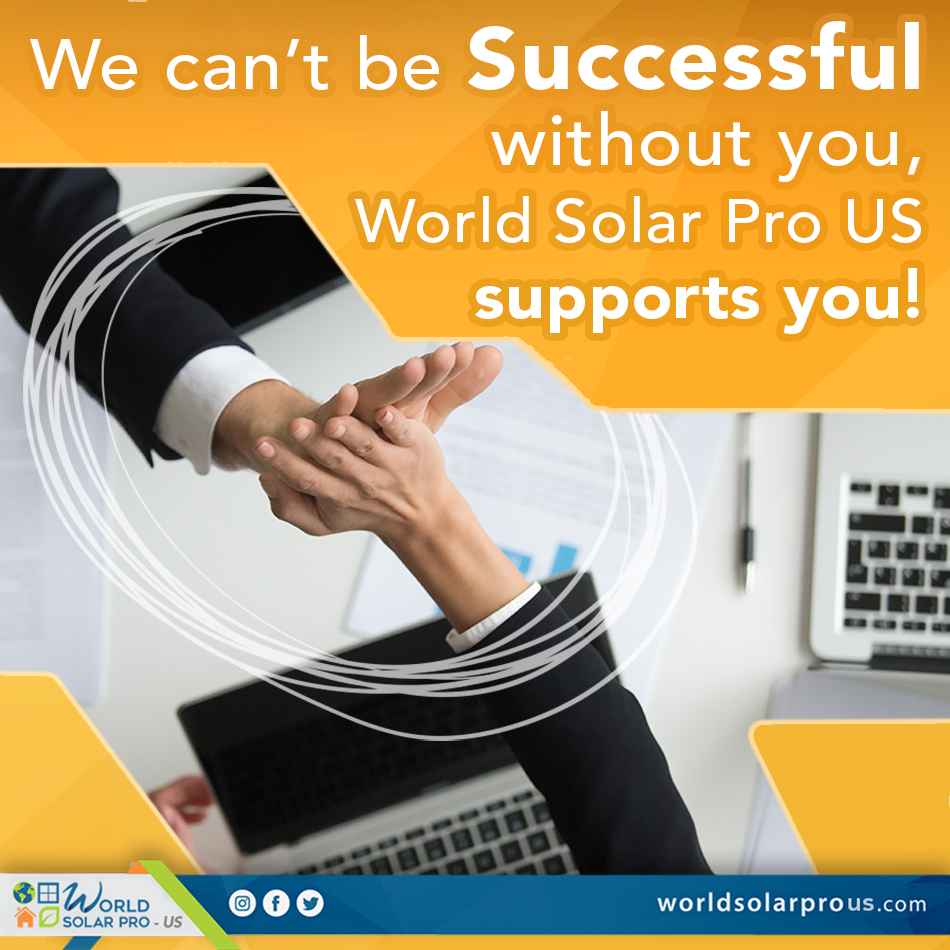 We can't be Successful
without you,
World Solar Pro US
supports you!
WORLD
SOLAR PRO - US
worldsolarprous.com